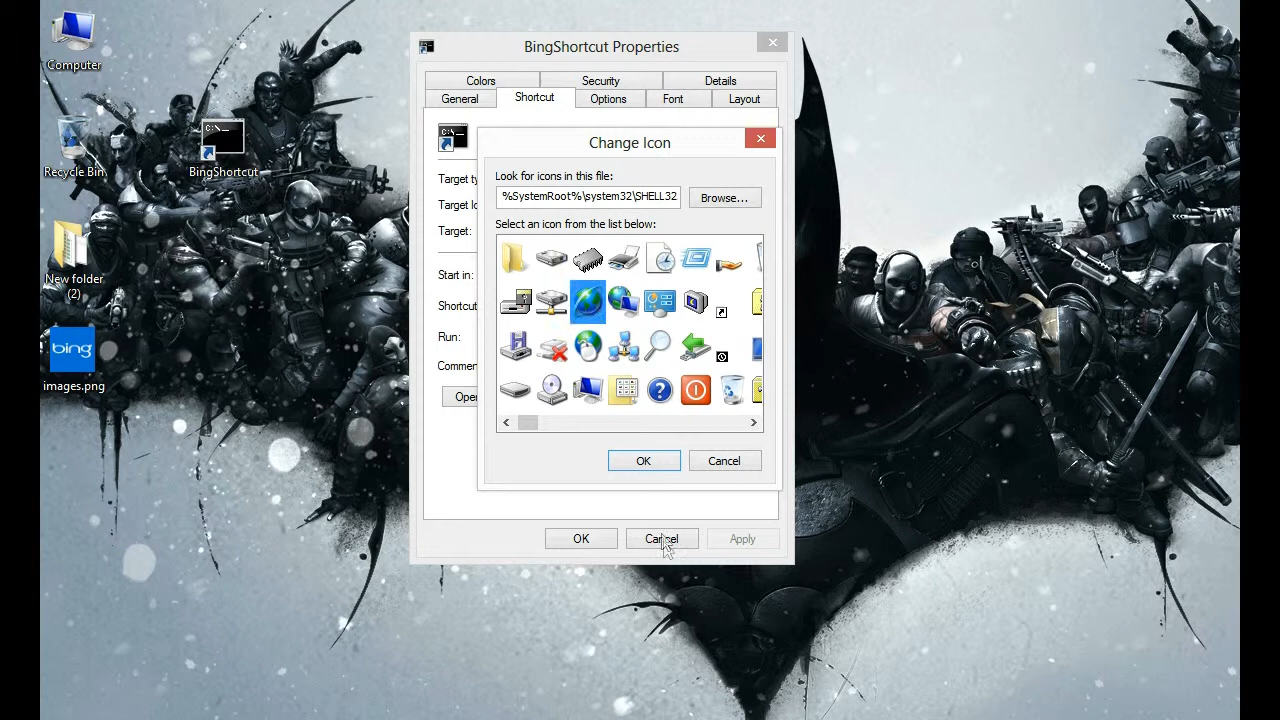 Computer
Recycle Bin
BingShortcut
New folder
(2)
bing
images.png
BingShortcut Properties
Colors
Security
Details
General
Shortcut
Options
Font
Layout
C:\_
Target ty
Target lo
Target:
Start in:
Shortcut
Run:
Commen
Open
Change Icon
Look for icons in this file:
%SystemRoot%\system32\SHELL32
Browse...
Select an icon from the list below:
OK
Cancel
OK
Cancel
Apply